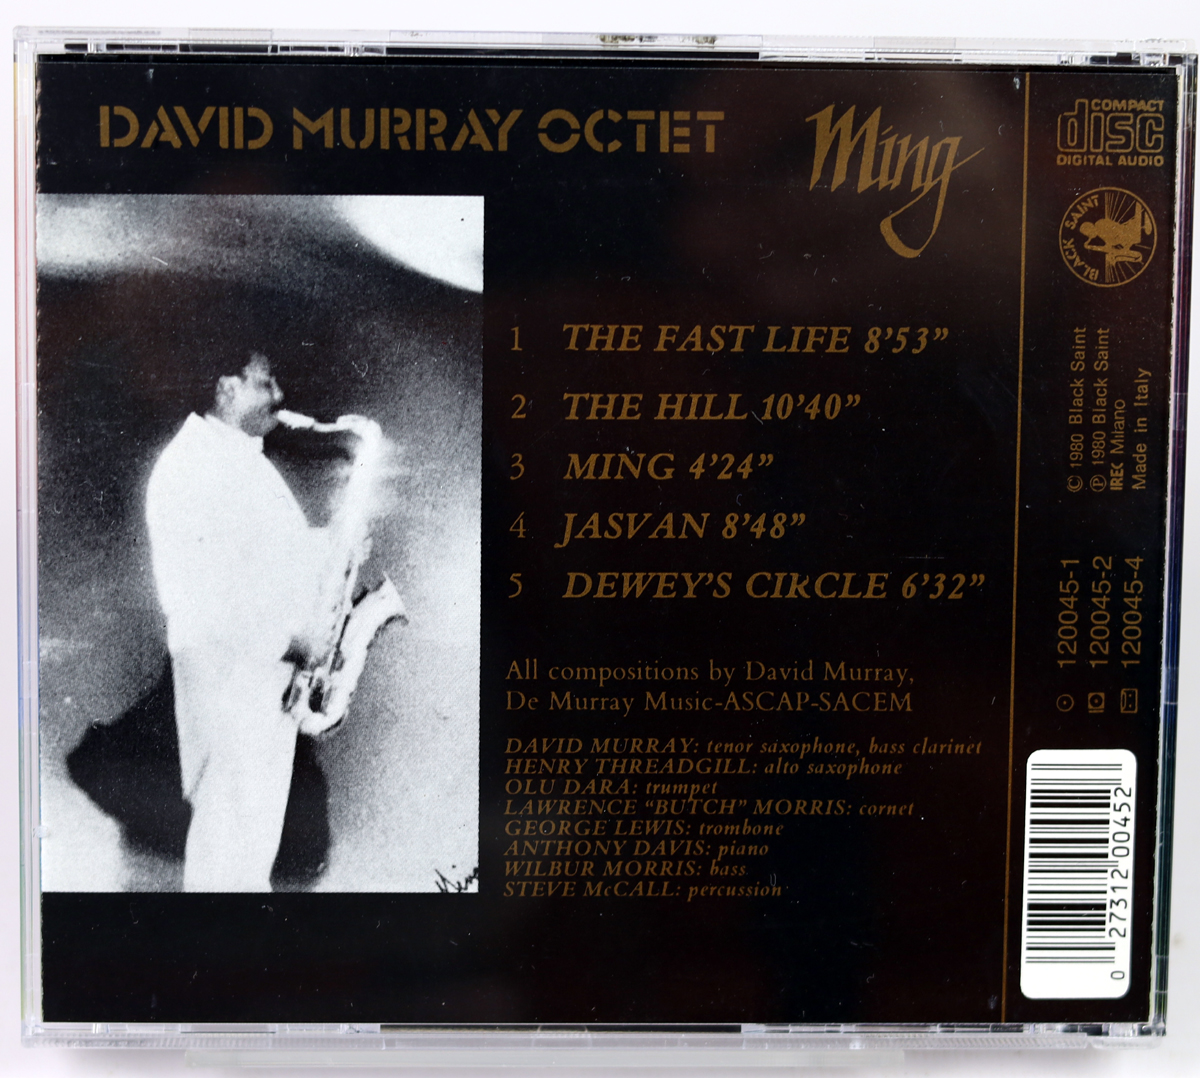 DAVID MURRAY OCTET
Ming
1 THE FAST LIFE 8’53”
2 THE HILL 10’40”
3 MING 4’24”
4 JASVAN 8’48”
5 DEWEY’S CIRCLE 6’32”
All compositions by David Murray,
De Murray Music-ASCAP-SACEM
DAVID MURRAY: tenor saxophone, bass clarinet
HENRY THREADGILL: alto saxophone
OLU DARA: trumpet
LAWRENCE “BUTCH” MORRIS: cornet
GEORGE LEWIS: trombone
ANTHONY DAVIS: piano
WILBUR MORRIS: bass
STEVE McCALL: percussion
Ming
COMPACT
disc
DIGITAL AUDIO
BLACK SAINT
© 1980 Black Saint
℗ 1980 Black Saint
IREC Milano
Made in Italy
120045-1
120045-2
120045-4
0 27312 00452